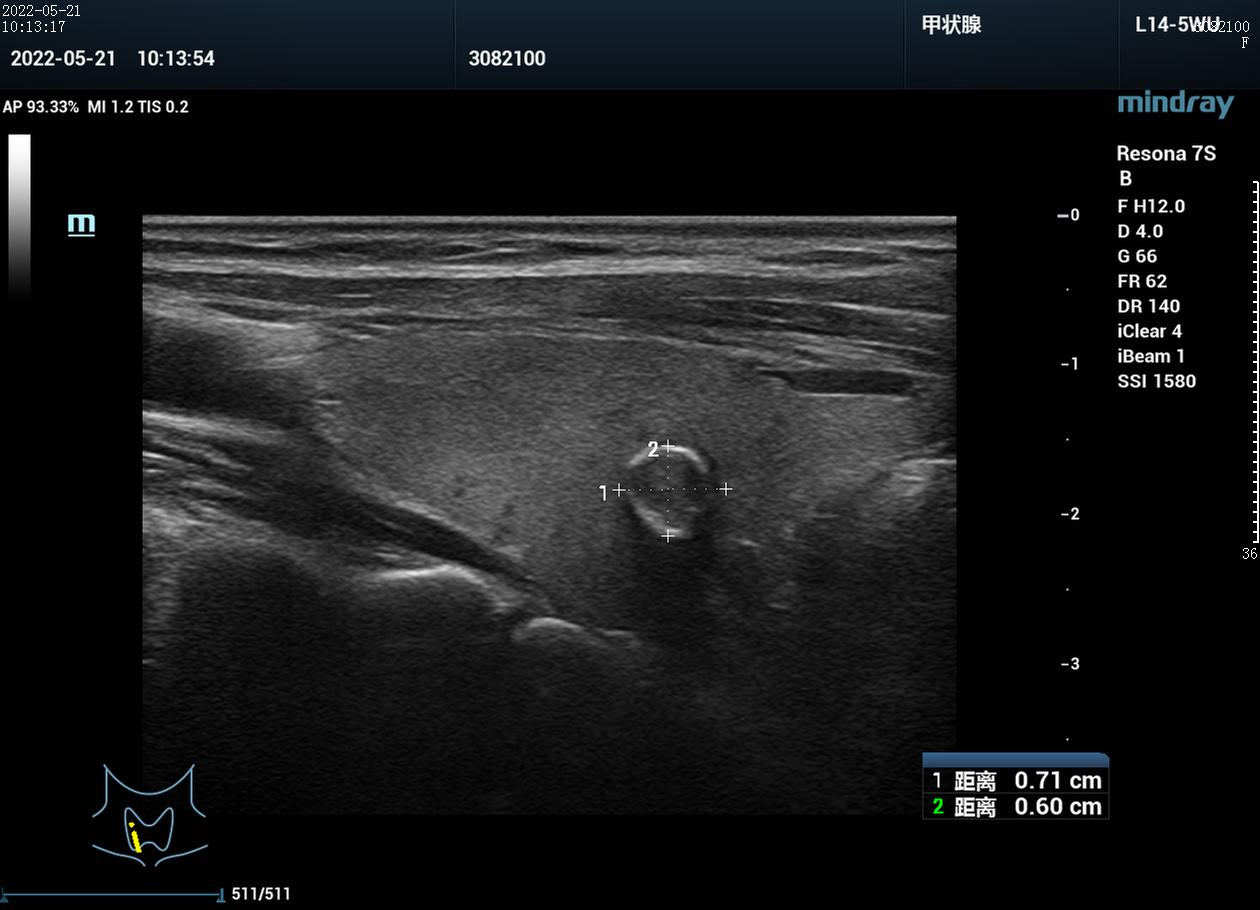 2022-05-21
10:13:17
2022-05-21 10:13:54
3082100
甲状腺
L14-5WU
3082100
F
AP 93.33% MI 1.2 TIS 0.2
mindray
Resona 7S
B
F H12.0
D 4.0
G 66
FR 62
DR 140
iClear 4
iBeam 1
SSI 1580
m
0
1
2
3
36
2
1
1 距离 0.71 cm
2 距离 0.60 cm
511/511